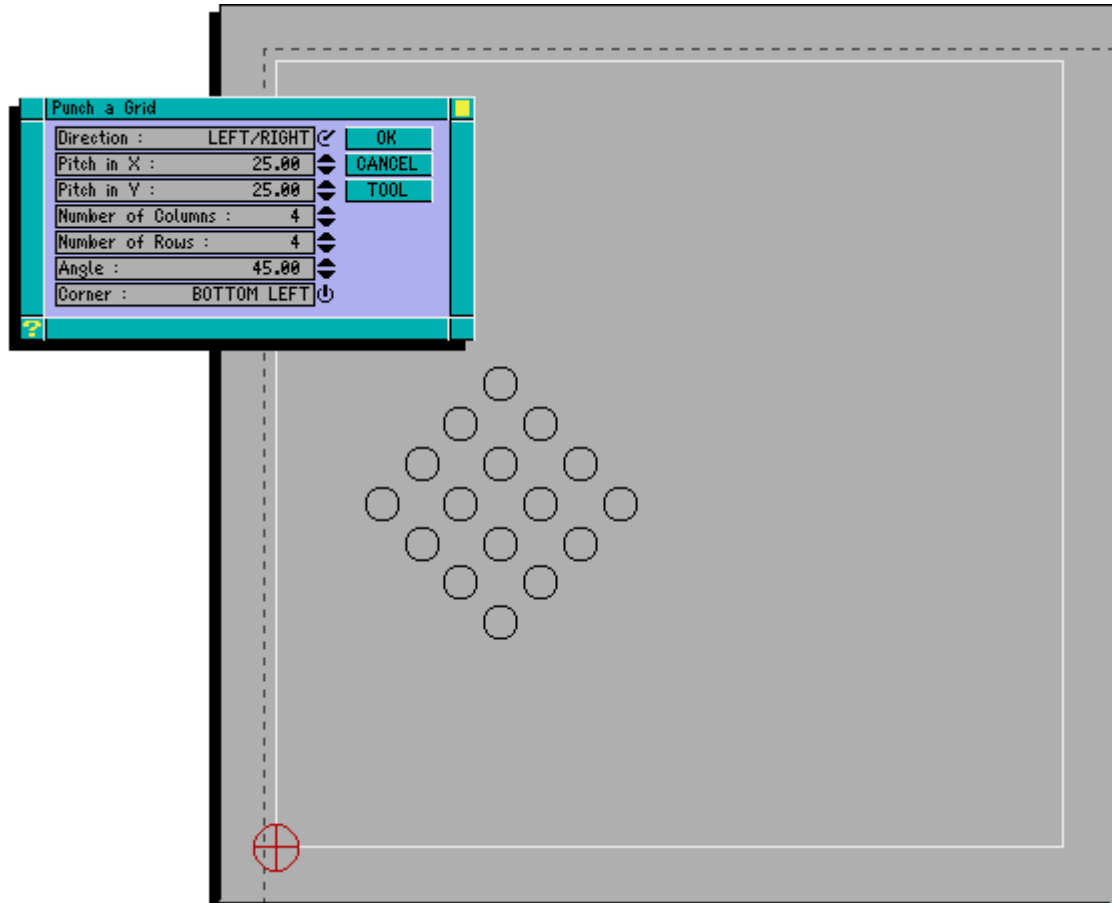 Punch a Grid
Direction : LEFT/RIGHT OK
Pitch in X : 25.00 CANCEL
Pitch in Y : 25.00 TOOL
Number of Columns : 4
Number of Rows : 4
Angle : 45.00
Corner : BOTTOM LEFT
?